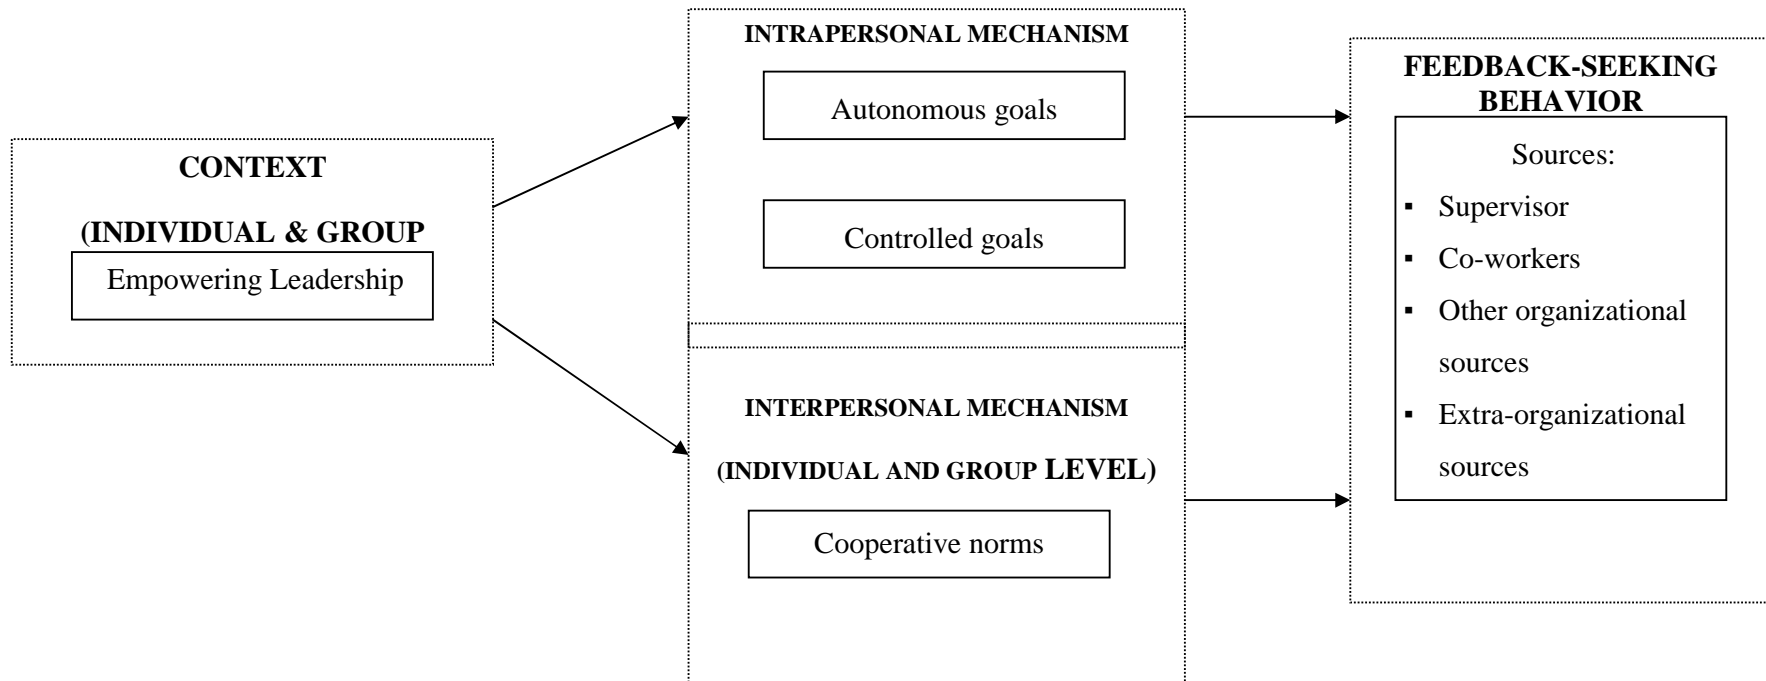 CONTEXT
(INDIVIDUAL & GROUP
Empowering Leadership
INTRAPERSONAL MECHANISM
Autonomous goals
Controlled goals
INTERPERSONAL MECHANISM
(INDIVIDUAL AND GROUP LEVEL)
Cooperative norms
FEEDBACK-SEEKING
BEHAVIOR
Sources:
▪ Supervisor
▪ Co-workers
▪ Other organizational
sources
▪ Extra-organizational
sources